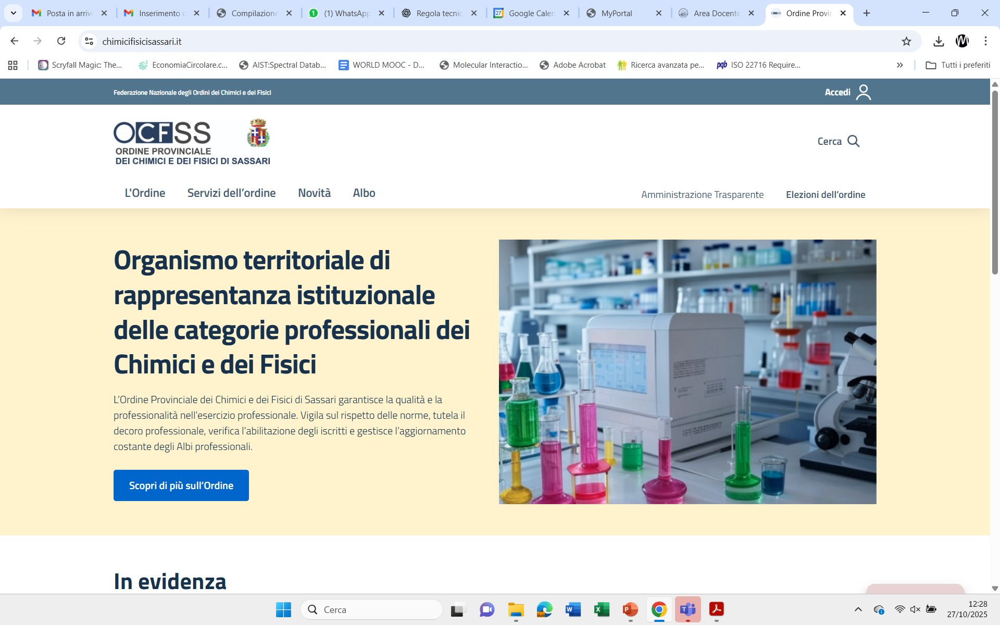 Posta in arriv
Inserimento
Compilazione
(1) WhatsApp
Regola tecnic
27
Google Calen
MyPortal
Area Docente
Ordine Provin
chimicifisicisassari.it
Scryfall Magic: The...
EconomiaCircolare.c...
AIST:Spectral Datab...
WORLD MOOC - D...
Molecular Interactio...
Adobe Acrobat
Ricerca avanzata pe...
pqb
ISO 22716 Require...
Tutti i preferiti
Federazione Nazionale degli Ordini dei Chimici e dei Fisici
Accedi
OCFSS
ORDINE PROVINCIALE
DEI CHIMICI E DEI FISICI DI SASSARI
Cerca
L'Ordine
Servizi dell’ordine
Novità
Albo
Amministrazione Trasparente
Elezioni dell’ordine
Organismo territoriale di
rappresentanza istituzionale
delle categorie professionali dei
Chimici e dei Fisici
L’Ordine Provinciale dei Chimici e dei Fisici di Sassari garantisce la qualità e la
professionalità nell’esercizio professionale. Vigila sul rispetto delle norme, tutela il
decoro professionale, verifica l’abilitazione degli iscritti e gestisce l’aggiornamento
costante degli Albi professionali.
Scopri di più sull’Ordine
In evidenza
Cerca
12:28
27/10/2025